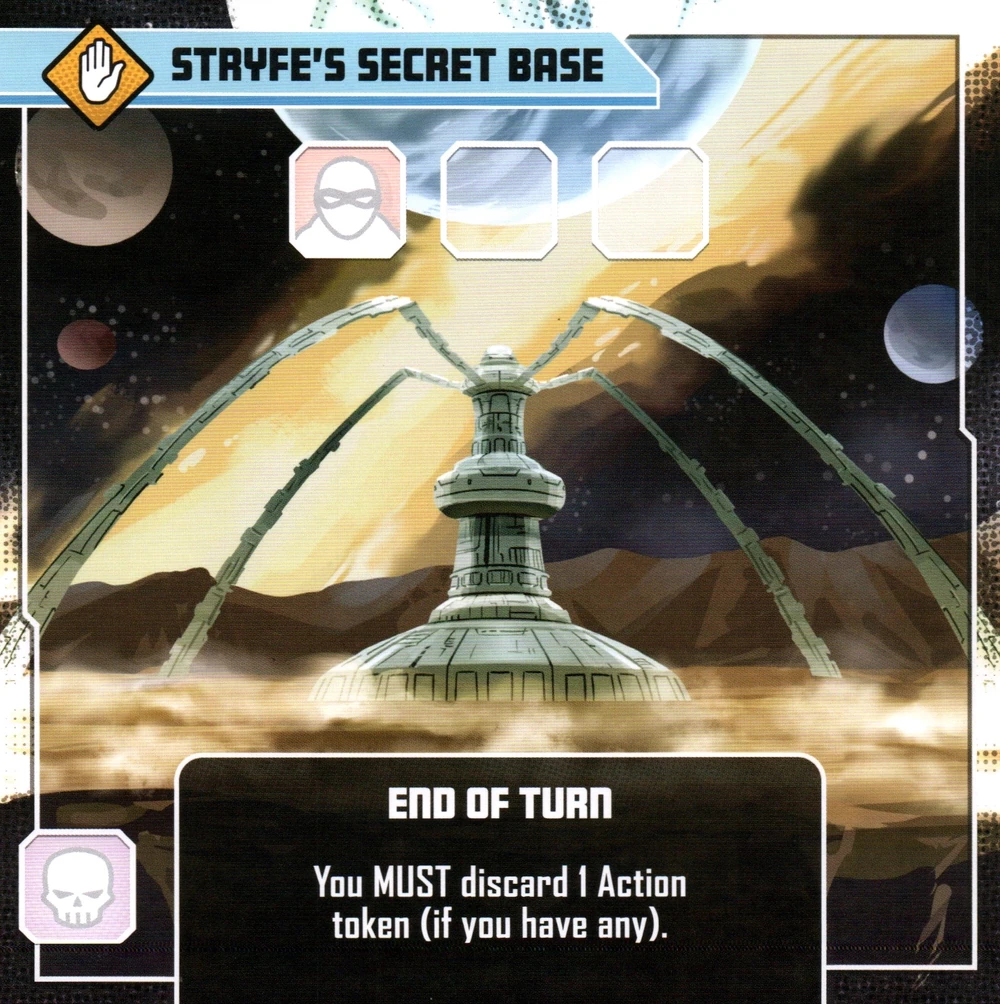 STRYFE'S SECRET BASE
END OF TURN
You MUST discard 1 Action
token (if you have any).